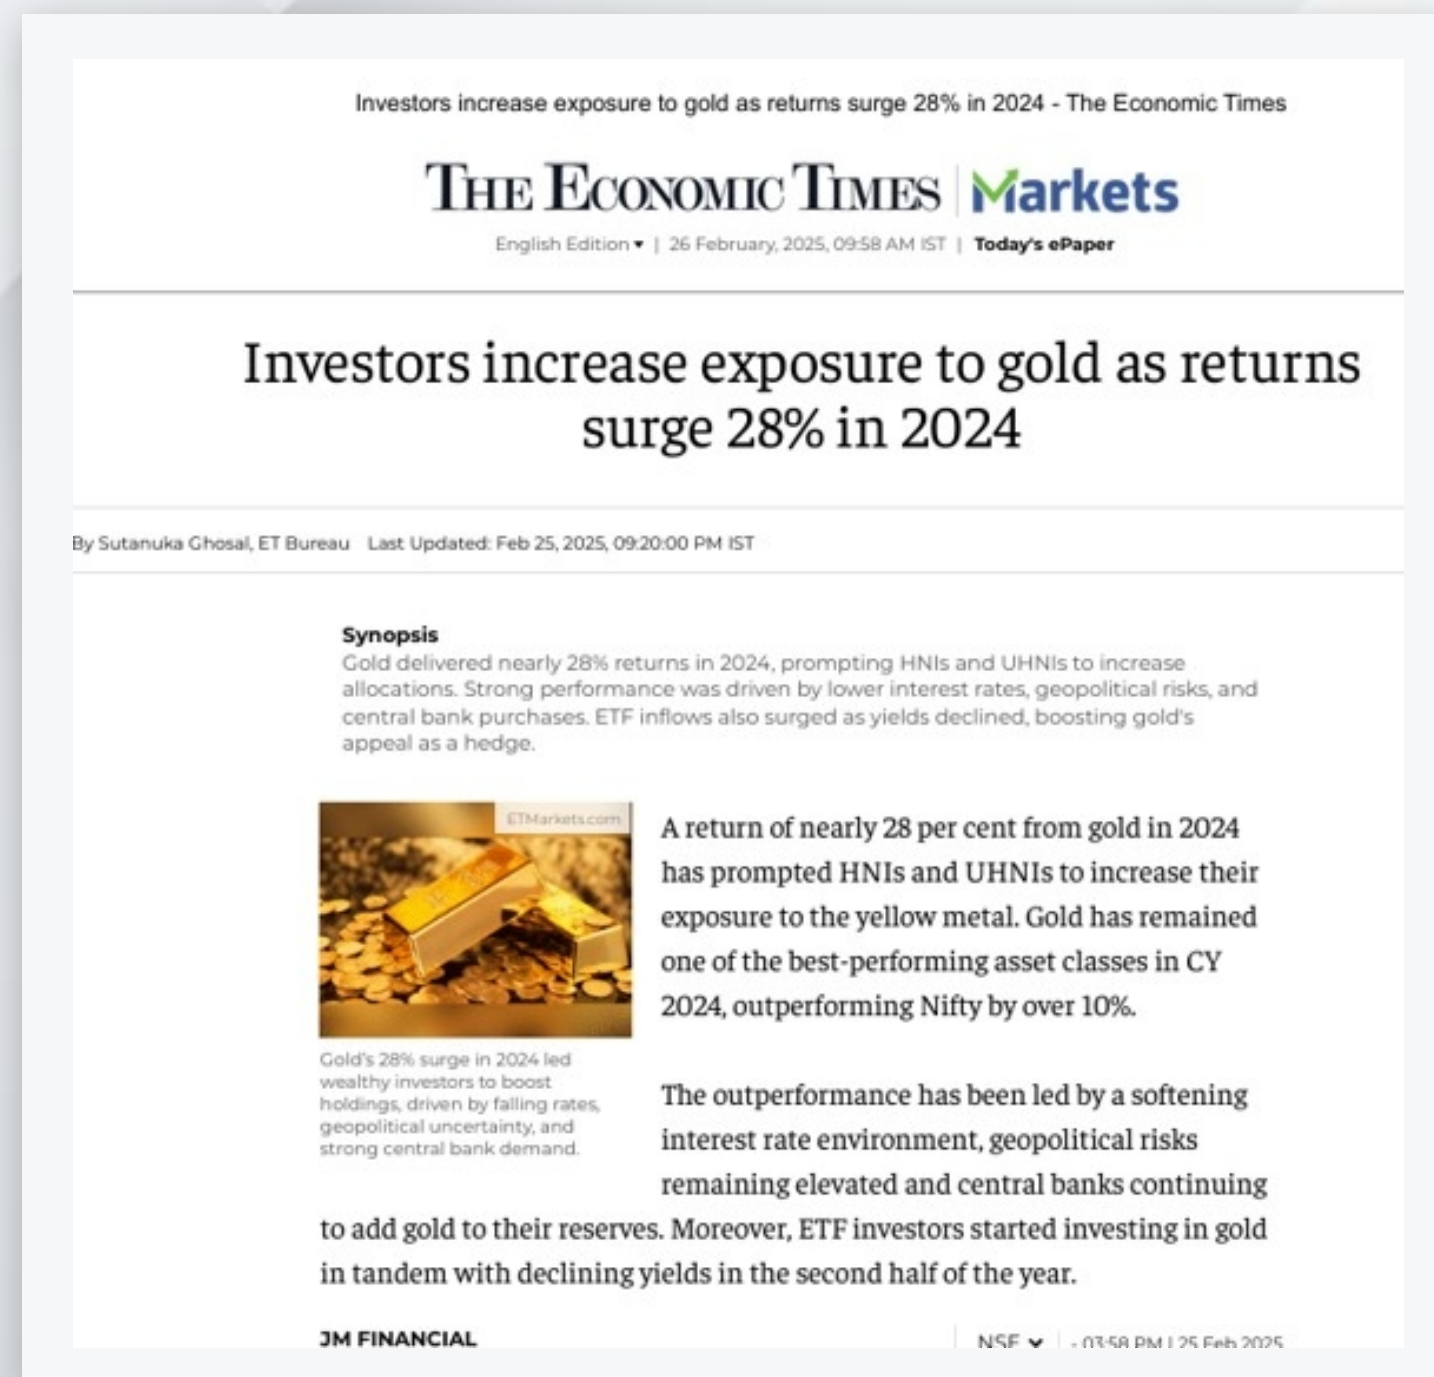 Investors increase exposure to gold as returns surge 28% in 2024 - The Economic Times
THE ECONOMIC TIMES | Markets
English Edition ▾ | 26 February, 2025, 09:58 AM IST | Today's ePaper
Investors increase exposure to gold as returns
surge 28% in 2024
By Sutanuka Ghosal, ET Bureau Last Updated: Feb 25, 2025, 09:20:00 PM IST
Synopsis
Gold delivered nearly 28% returns in 2024, prompting HNIs and UHNIs to increase
allocations. Strong performance was driven by lower interest rates, geopolitical risks, and
central bank purchases. ETF inflows also surged as yields declined, boosting gold's
appeal as a hedge.
ETMarkets.com
Gold's 28% surge in 2024 led
wealthy investors to boost
holdings, driven by falling rates,
geopolitical uncertainty, and
strong central bank demand.
A return of nearly 28 per cent from gold in 2024
has prompted HNIs and UHNIs to increase their
exposure to the yellow metal. Gold has remained
one of the best-performing asset classes in CY
2024, outperforming Nifty by over 10%.
The outperformance has been led by a softening
interest rate environment, geopolitical risks
remaining elevated and central banks continuing
to add gold to their reserves. Moreover, ETF investors started investing in gold
in tandem with declining yields in the second half of the year.
JM FINANCIAL
NSE ▾ | - 03:58 PM | 25 Feb 2025